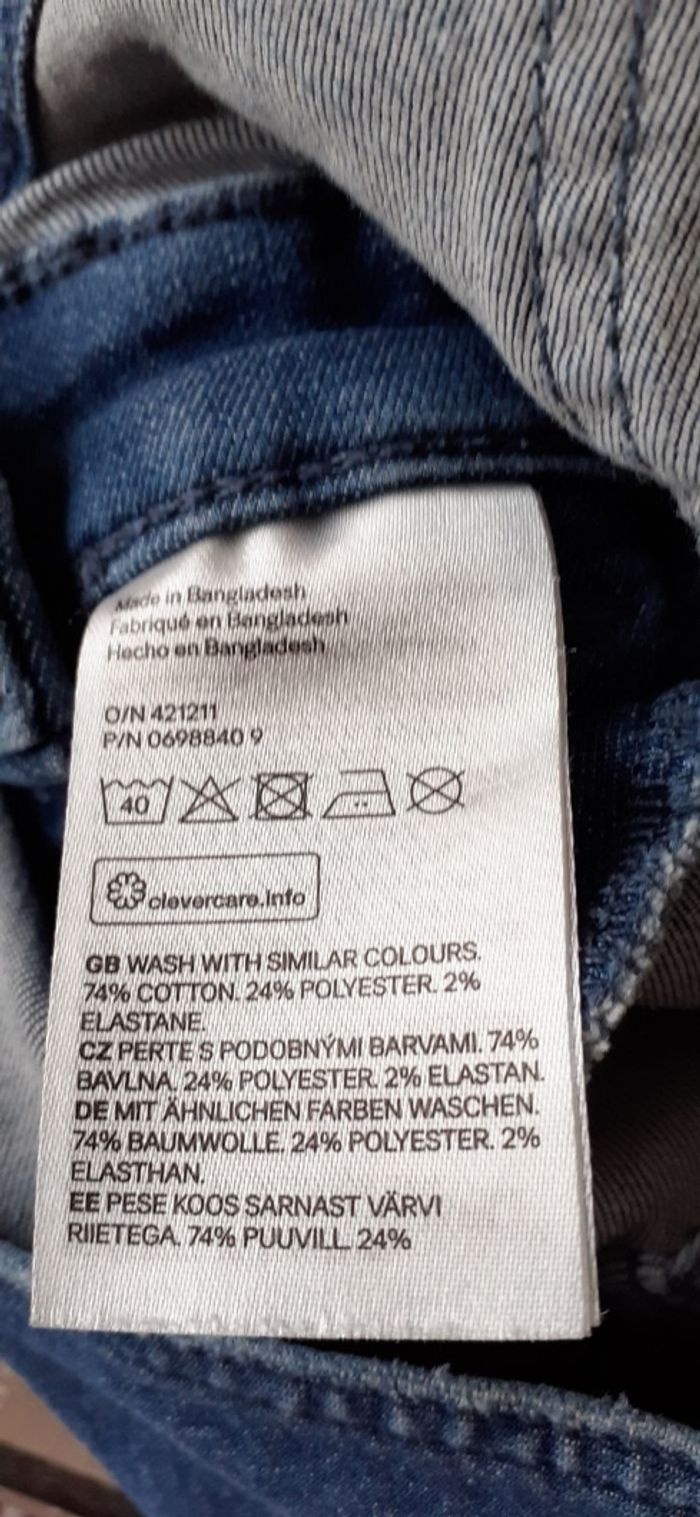 Made in Bangladesh
Fabriqué en Bangladesh
Hecho en Bangladesh
O/N 421211
P/N 0698840 9
40
clevercare.info
GB WASH WITH SIMILAR COLOURS.
74% COTTON. 24% POLYESTER. 2%
ELASTANE.
CZ PERTE S PODOBNÝMI BARVAMI. 74%
BAVLNA. 24% POLYESTER. 2% ELASTAN.
DE MIT ÄHNLICHEN FARBEN WASCHEN.
74% BAUMWOLLE. 24% POLYESTER. 2%
ELASTHAN.
EE PESE KOOS SARNAST VÄRVI
RIIETEGA. 74% PUUVILL. 24%